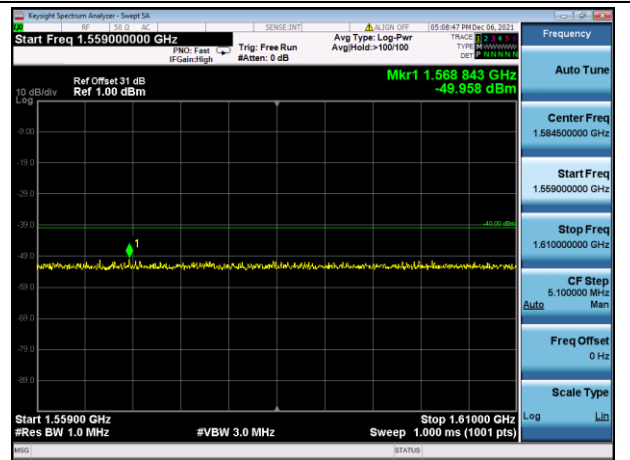 Keysight Spectrum Analyzer - Swept SA
RF 50 Ω AC SENSE:INT ALIGN OFF 05:08:47 PM Dec 06, 2021
Start Freq 1.559000000 GHz
PNO: Fast
IFGain:High
Trig: Free Run
#Atten: 0 dB
Avg Type: Log-Pwr
Avg|Hold:>100/100
TRACE 1 2 3 4 5 6
TYPE M WWWWW
DET P N N N N N
Frequency
Mkr1 1.568 843 GHz
-49.958 dBm
Ref Offset 31 dB
Ref 1.00 dBm
10 dB/div
Log
-9.00
-19.0
-29.0
-39.0
-49.0
-59.0
-69.0
-79.0
-89.0
-40.00 dBm
1
Start 1.55900 GHz
Stop 1.61000 GHz
#Res BW 1.0 MHz
#VBW 3.0 MHz
Sweep 1.000 ms (1001 pts)
MSG
STATUS
Auto Tune
Center Freq
1.584500000 GHz
Start Freq
1.559000000 GHz
Stop Freq
1.610000000 GHz
CF Step
5.100000 MHz
Auto Man
Freq Offset
0 Hz
Scale Type
Log Lin